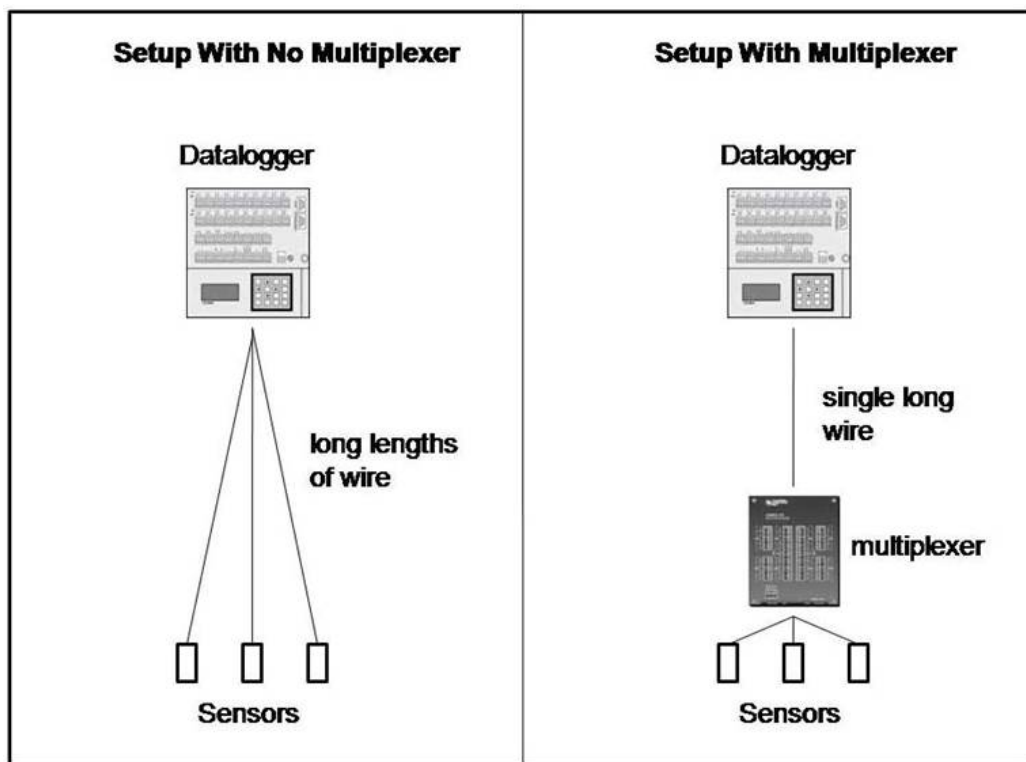 Setup With No Multiplexer
Datalogger
long lengths
of wire
Sensors
Setup With Multiplexer
Datalogger
single long
wire
multiplexer
Sensors